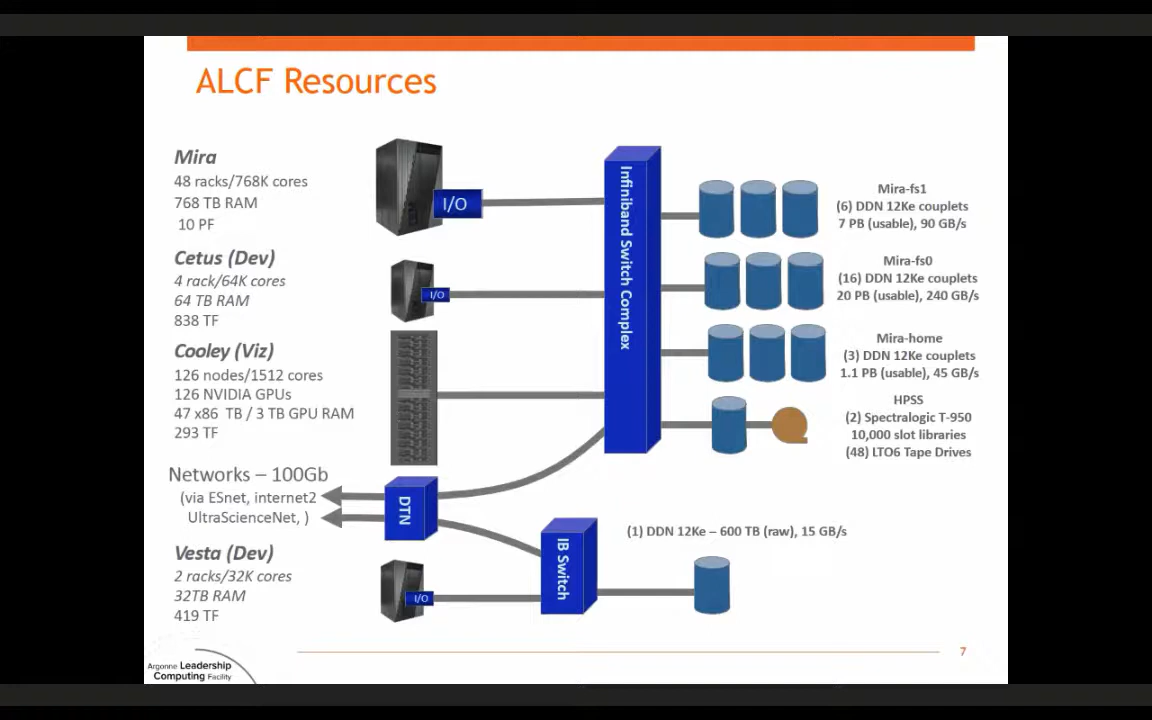 ALCF Resources
Mira
48 racks/768K cores
768 TB RAM
10 PF
Cetus (Dev)
4 rack/64K cores
64 TB RAM
838 TF
Cooley (Viz)
126 nodes/1512 cores
126 NVIDIA GPUs
47 x86 TB / 3 TB GPU RAM
293 TF
Networks – 100Gb
(via ESnet, internet2
UltraScienceNet, )
Vesta (Dev)
2 racks/32K cores
32TB RAM
419 TF
I/O
I/O
DTN
I/O
Infiniband Switch Complex
IB Switch
Mira-fs1
(6) DDN 12Ke couplets
7 PB (usable), 90 GB/s
Mira-fs0
(16) DDN 12Ke couplets
20 PB (usable), 240 GB/s
Mira-home
(3) DDN 12Ke couplets
1.1 PB (usable), 45 GB/s
HPSS
(2) Spectralogic T-950
10,000 slot libraries
(48) LTO6 Tape Drives
(1) DDN 12Ke – 600 TB (raw), 15 GB/s
Argonne Leadership
Computing Facility
7